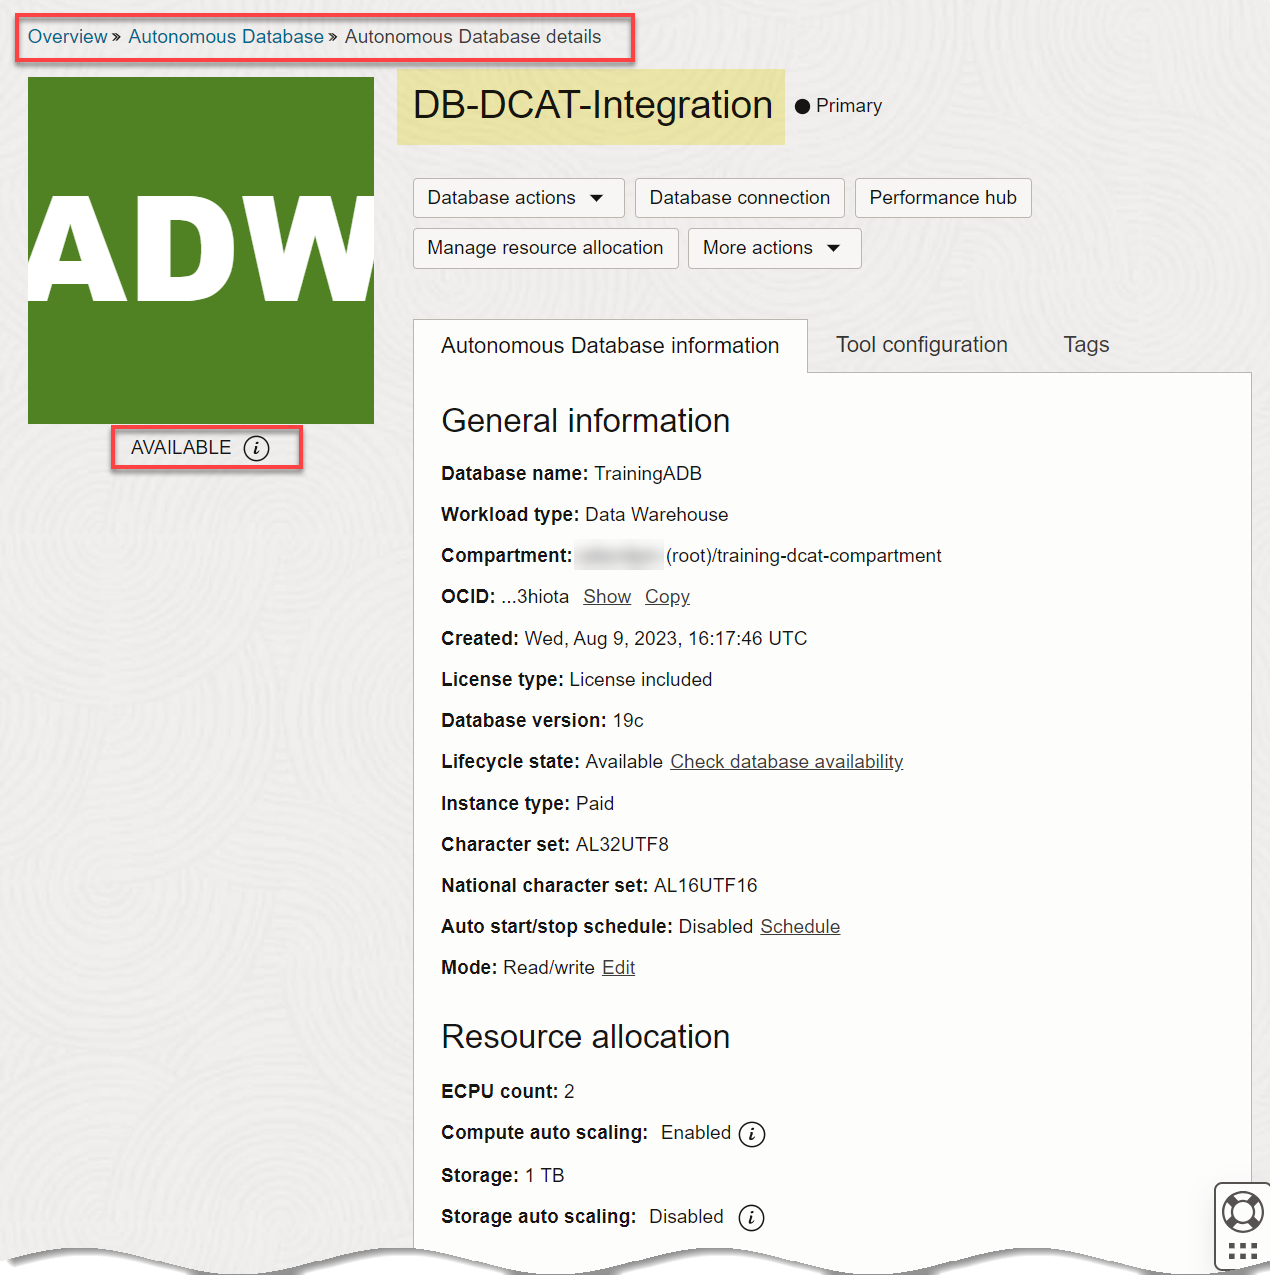 Overview » Autonomous Database » Autonomous Database details
ADW
AVAILABLE i
DB-DCAT-Integration
Primary
Database actions
Database connection
Performance hub
Manage resource allocation
More actions
Autonomous Database information
Tool configuration
Tags
General information
Database name: TrainingADB
Workload type: Data Warehouse
Compartment: (root)/training-dcat-compartment
OCID: ...3hiota Show Copy
Created: Wed, Aug 9, 2023, 16:17:46 UTC
License type: License included
Database version: 19c
Lifecycle state: Available Check database availability
Instance type: Paid
Character set: AL32UTF8
National character set: AL16UTF16
Auto start/stop schedule: Disabled Schedule
Mode: Read/write Edit
Resource allocation
ECPU count: 2
Compute auto scaling: Enabled i
Storage: 1 TB
Storage auto scaling: Disabled i